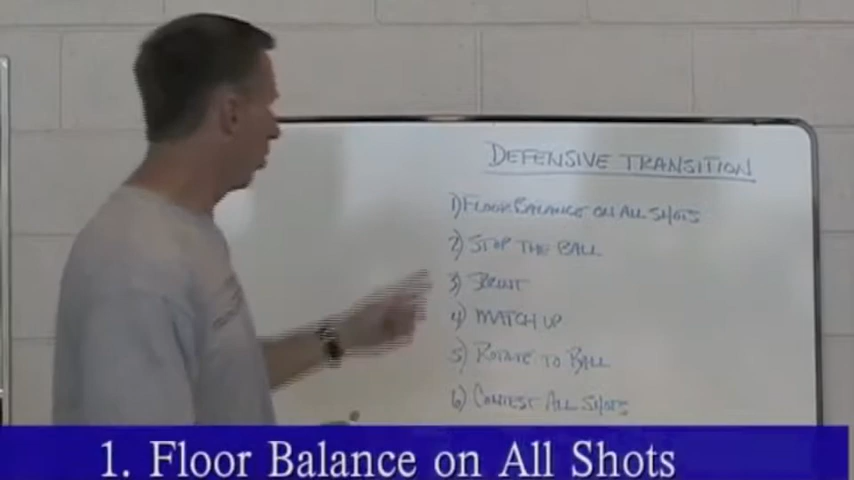 DEFENSIVE TRANSITION
1) FLOOR BALANCE ON ALL SHOTS
2) STOP THE BALL
3) SPRINT
4) MATCH UP
5) ROTATE TO BALL
6) CONTEST ALL SHOTS
1. Floor Balance on All Shots